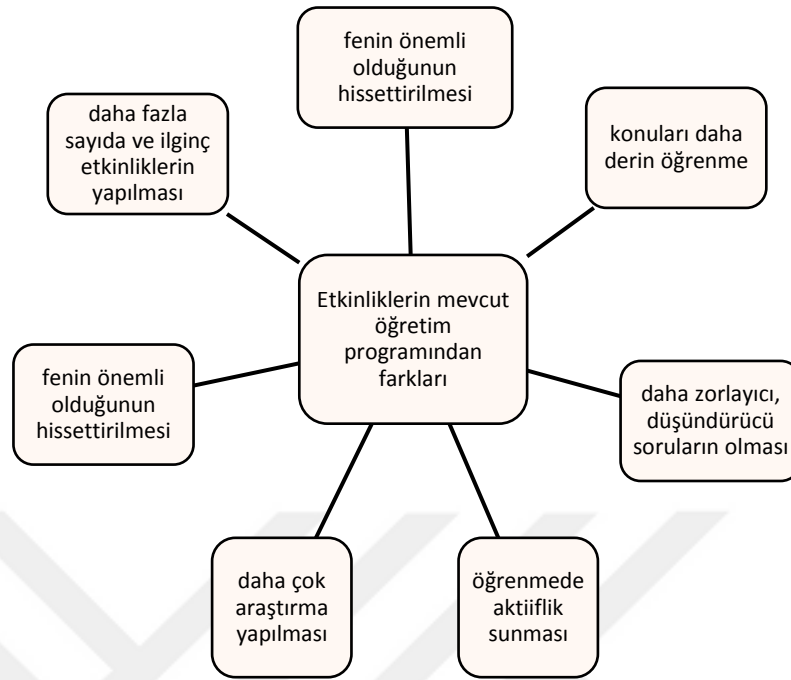 fenin önemli
olduğunun
hissettirilmesi
daha fazla
sayıda ve ilginç
etkinliklerin
yapılması
konuları daha
derin öğrenme
Etkinliklerin mevcut
öğretim
programından
farkları
fenin önemli
olduğunun
hissettirilmesi
daha zorlayıcı,
düşündürücü
soruların olması
daha çok
araştırma
yapılması
öğrenmede
aktiiflik
sunması